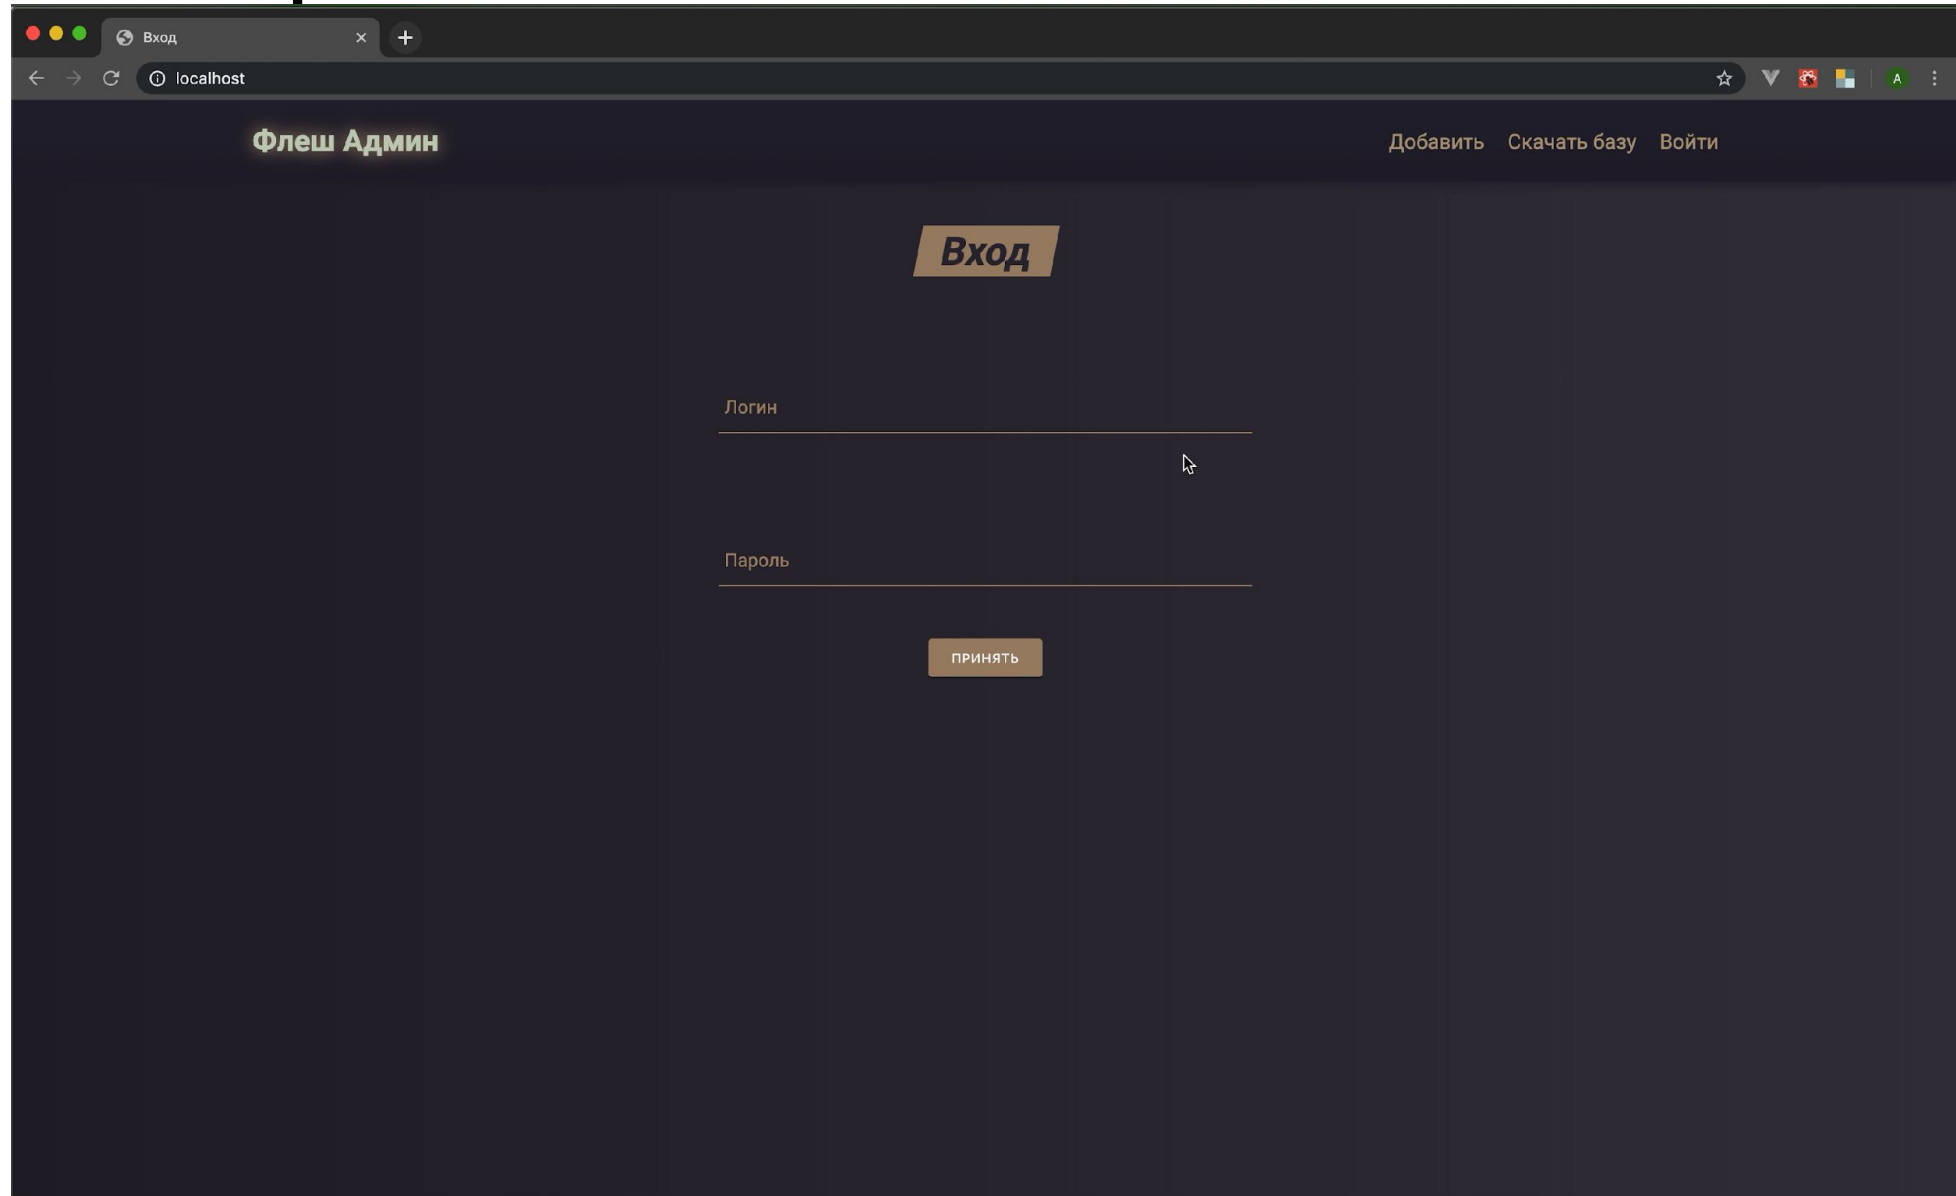 Вход
localhost
A
Флеш Админ
Добавить Скачать базу Войти
Вход
Логин
Пароль
ПРИНЯТЬ